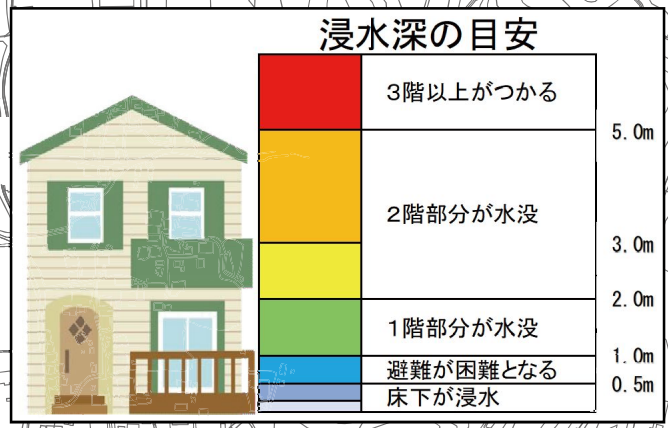 浸水深の目安
3階以上がつかる
5.0m
2階部分が水没
3.0m
2.0m
1階部分が水没
1.0m
避難が困難となる
0.5m
床下が浸水